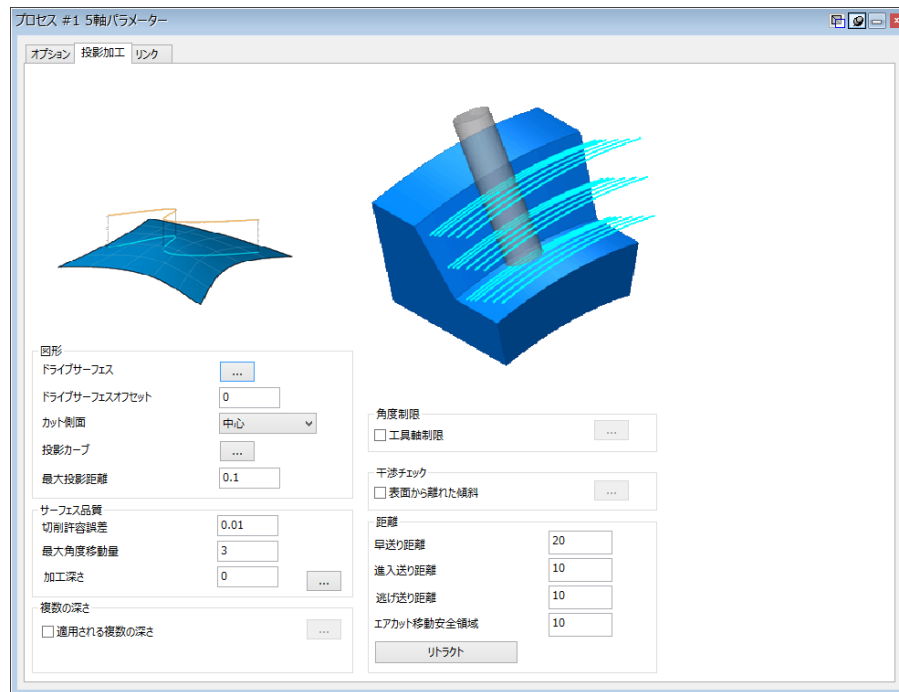 プロセス #1 5軸パラメーター
オプション 投影加工 リンク
図形
ドライブサーフェス ...
ドライブサーフェスオフセット 0
カット側面 中心
投影カーブ ...
最大投影距離 0.1
サーフェス品質
切削許容誤差 0.01
最大角度移動量 3
加工深さ 0 ...
複数の深さ
適用される複数の深さ ...
角度制限
工具軸制限 ...
干渉チェック
表面から離れた傾斜 ...
距離
早送り距離 20
進入送り距離 10
逃げ送り距離 10
エアカット移動安全領域 10
リトラクト